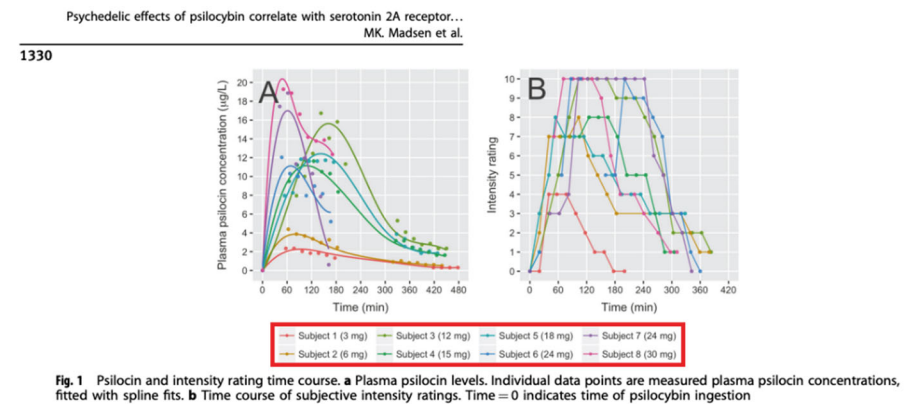 Psychedelic effects of psilocybin correlate with serotonin 2A receptor…
MK. Madsen et al.
1330
A
Plasma psilocin concentration (ug/L)
20
18
16
14
12
10
8
6
4
2
0
0 60 120 180 240 300 360 420 480
Time (min)
B
Intensity rating
10
9
8
7
6
5
4
3
2
1
0
0 60 120 180 240 300 360 420
Time (min)
Subject 1 (3 mg) Subject 3 (12 mg) Subject 5 (18 mg) Subject 7 (24 mg)
Subject 2 (6 mg) Subject 4 (15 mg) Subject 6 (24 mg) Subject 8 (30 mg)
Fig. 1 Psilocin and intensity rating time course. a Plasma psilocin levels. Individual data points are measured plasma psilocin concentrations,
fitted with spline fits. b Time course of subjective intensity ratings. Time = 0 indicates time of psilocybin ingestion